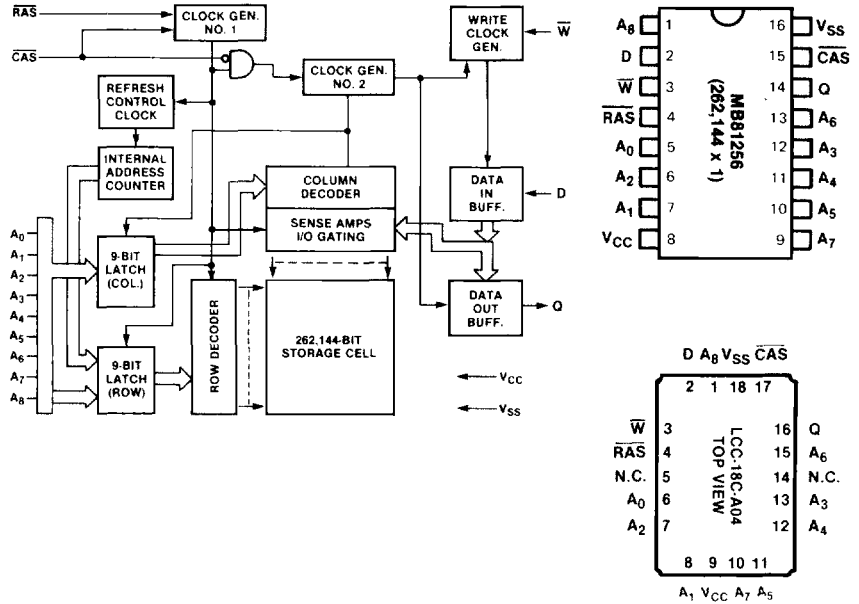 R̅A̅S̅
C̅A̅S̅
CLOCK GEN.
NO. 1
CLOCK GEN.
NO. 2
WRITE
CLOCK
GEN.
W̅
REFRESH
CONTROL
CLOCK
INTERNAL
ADDRESS
COUNTER
COLUMN
DECODER
SENSE AMPS
I/O GATING
DATA
IN
BUFF.
D
A0
A1
A2
A3
A4
A5
A6
A7
A8
9-BIT
LATCH
(COL.)
9-BIT
LATCH
(ROW)
ROW DECODER
262,144-BIT
STORAGE CELL
DATA
OUT
BUFF.
Q
VCC
VSS
A8 1 16 VSS
D 2 15 C̅A̅S̅
W̅ 3 14 Q
R̅A̅S̅ 4 13 A6
A0 5 12 A3
A2 6 11 A4
A1 7 10 A5
VCC 8 9 A7
MB81256
(262,144 x 1)
D A8 VSS C̅A̅S̅
2 1 18 17
W̅ 3 16 Q
R̅A̅S̅ 4 15 A6
N.C. 5 14 N.C.
A0 6 13 A3
A2 7 12 A4
LCC-18C-A04
TOP VIEW
8 9 10 11
A1 VCC A7 A5